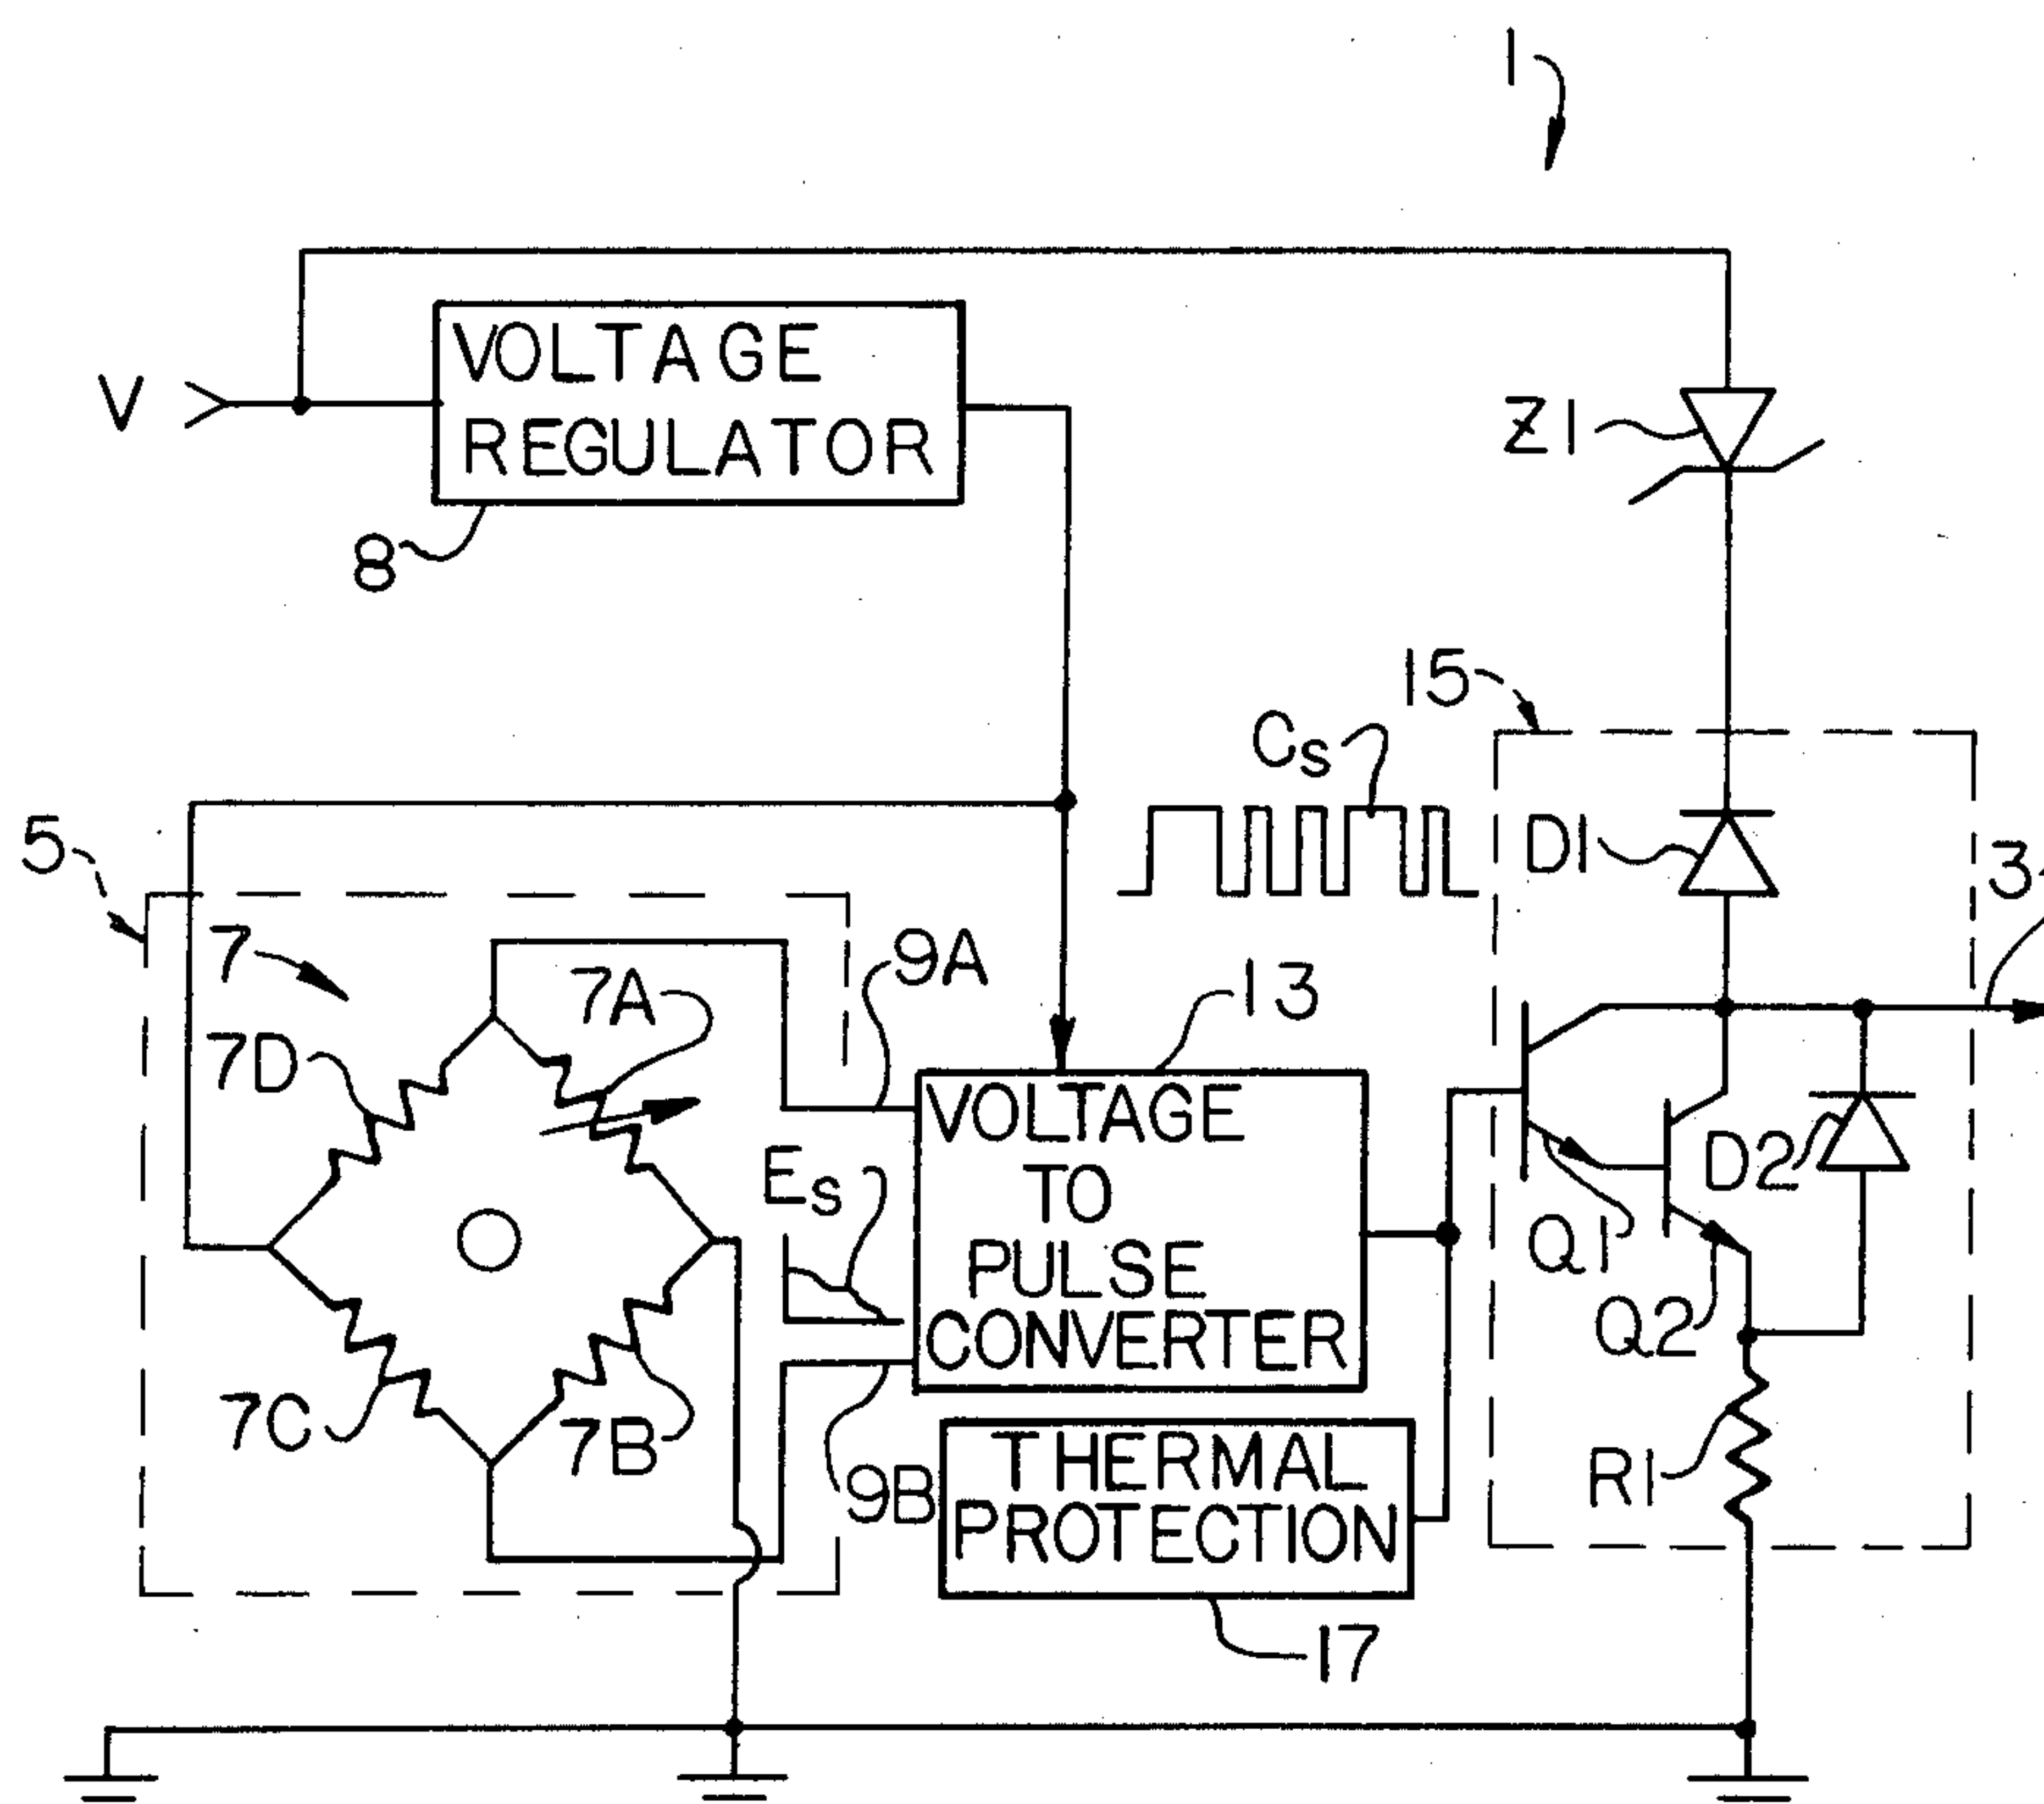 1
VOLTAGE
REGULATOR
V
Z1
8
15
Cs
5
D1
3
7
7A
9A
13
7D
VOLTAGE
TO
PULSE
CONVERTER
Es
D2
Q1
Q2
7C
7B
9B
THERMAL
PROTECTION
R1
17